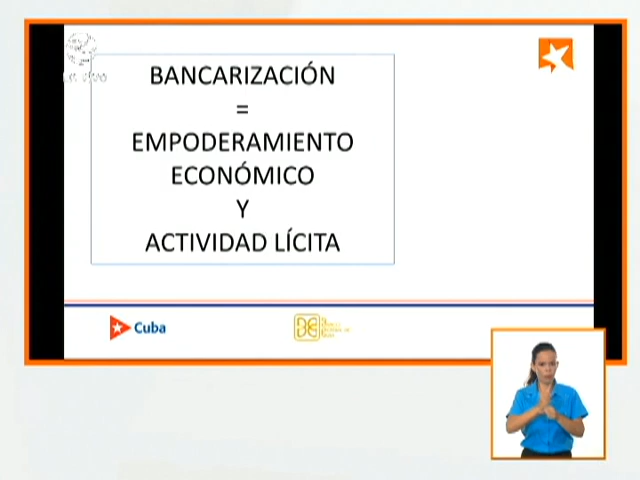 BANCARIZACIÓN
=
EMPODERAMIENTO
ECONÓMICO
Y
ACTIVIDAD LÍCITA
Cuba